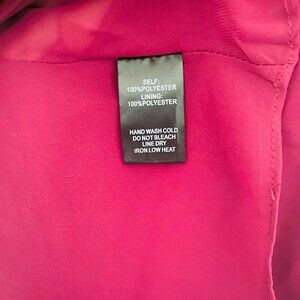 SELF:
100%POLYESTER
LINING:
100%POLYESTER
HAND WASH COLD
DO NOT BLEACH
LINE DRY
IRON LOW HEAT